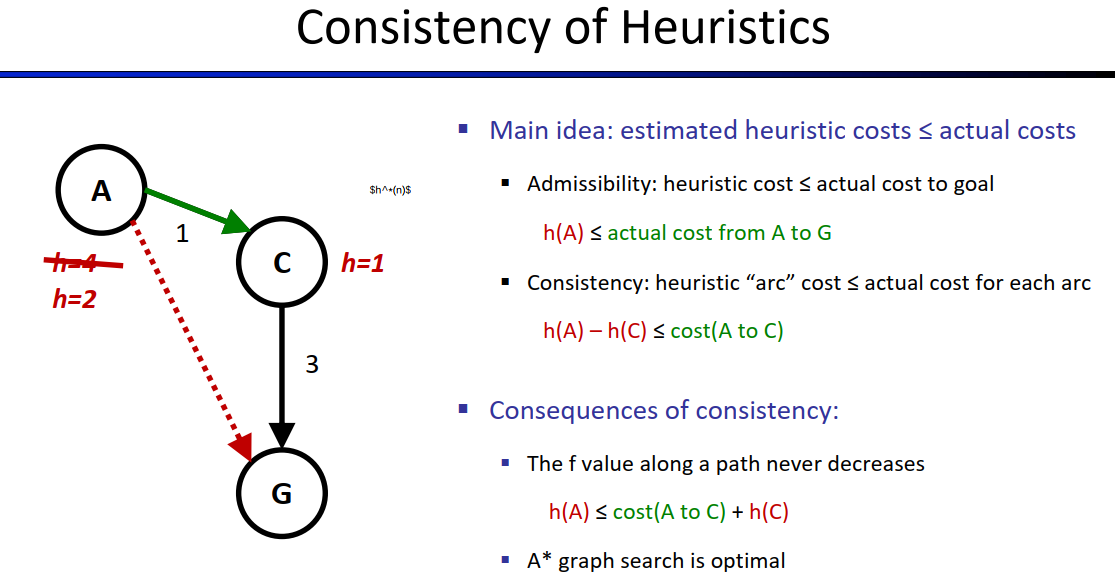 Consistency of Heuristics
A
1
h=4
h=2
C
h=1
3
G
$h^*(n)$
▪ Main idea: estimated heuristic costs ≤ actual costs
▪ Admissibility: heuristic cost ≤ actual cost to goal
h(A) ≤ actual cost from A to G
▪ Consistency: heuristic “arc” cost ≤ actual cost for each arc
h(A) – h(C) ≤ cost(A to C)
▪ Consequences of consistency:
▪ The f value along a path never decreases
h(A) ≤ cost(A to C) + h(C)
▪ A* graph search is optimal